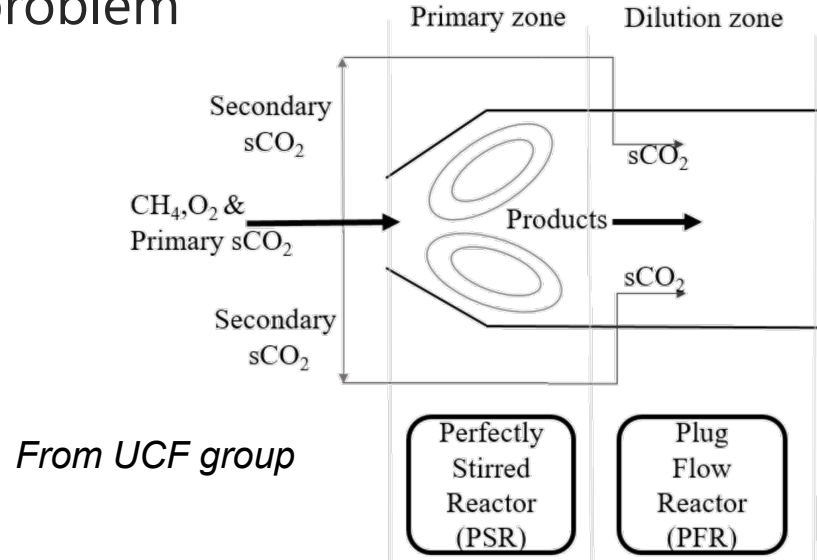 problem
Primary zone
Dilution zone
Secondary
sCO₂
sCO₂
CH₄,O₂ &
Primary sCO₂
Products
sCO₂
Secondary
sCO₂
From UCF group
Perfectly
Stirred
Reactor
(PSR)
Plug
Flow
Reactor
(PFR)